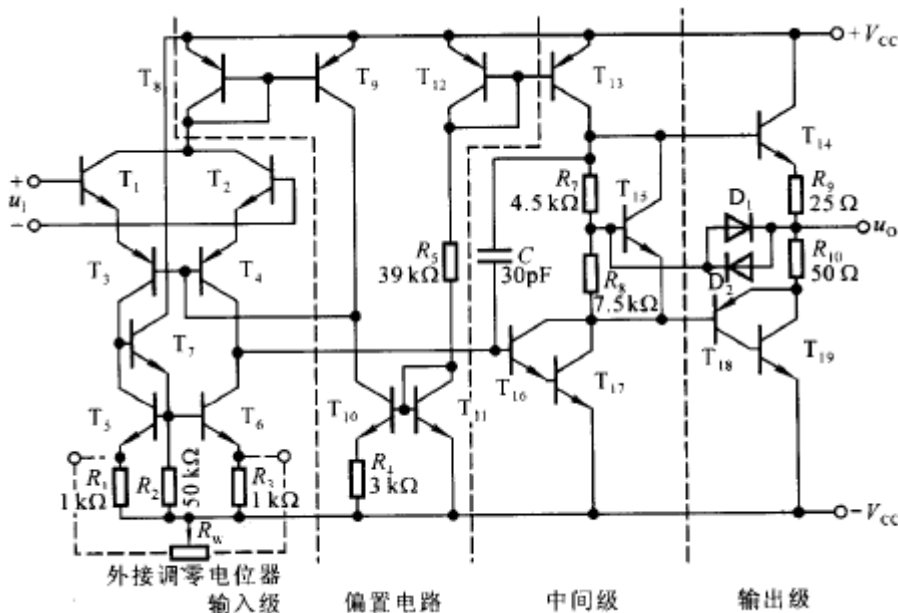 +V_CC
T_8
T_9
T_12
T_13
T_14
T_1
T_2
+
u_I
−
R_7
4.5 kΩ
T_15
D_1
R_9
25 Ω
u_O
R_5
39 kΩ
C
30pF
R_8
7.5kΩ
D_2
R_10
50Ω
T_3
T_4
T_7
T_18
T_19
T_5
T_6
T_10
T_11
T_16
T_17
R_1
1 kΩ
R_2
50 kΩ
R_3
1 kΩ
R_4
3 kΩ
R_w
−V_CC
外接调零电位器
输入级
偏置电路
中间级
输出级